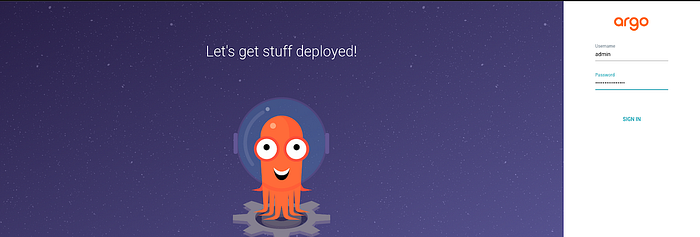 Let's get stuff deployed!
argo
Username
admin
Password
SIGN IN